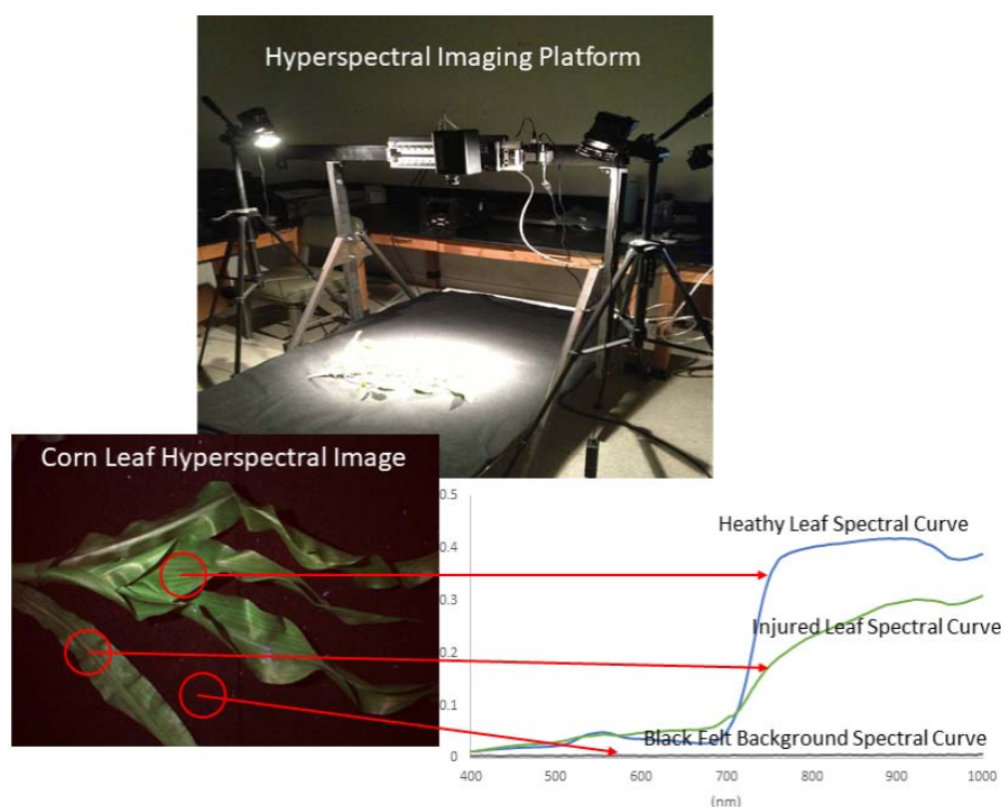 Hyperspectral Imaging Platform
Corn Leaf Hyperspectral Image
0.5
Heathy Leaf Spectral Curve
0.4
0.3
Injured Leaf Spectral Curve
0.2
0.1
Black Felt Background Spectral Curve
0
400 500 600 700 800 900 1000
(nm)